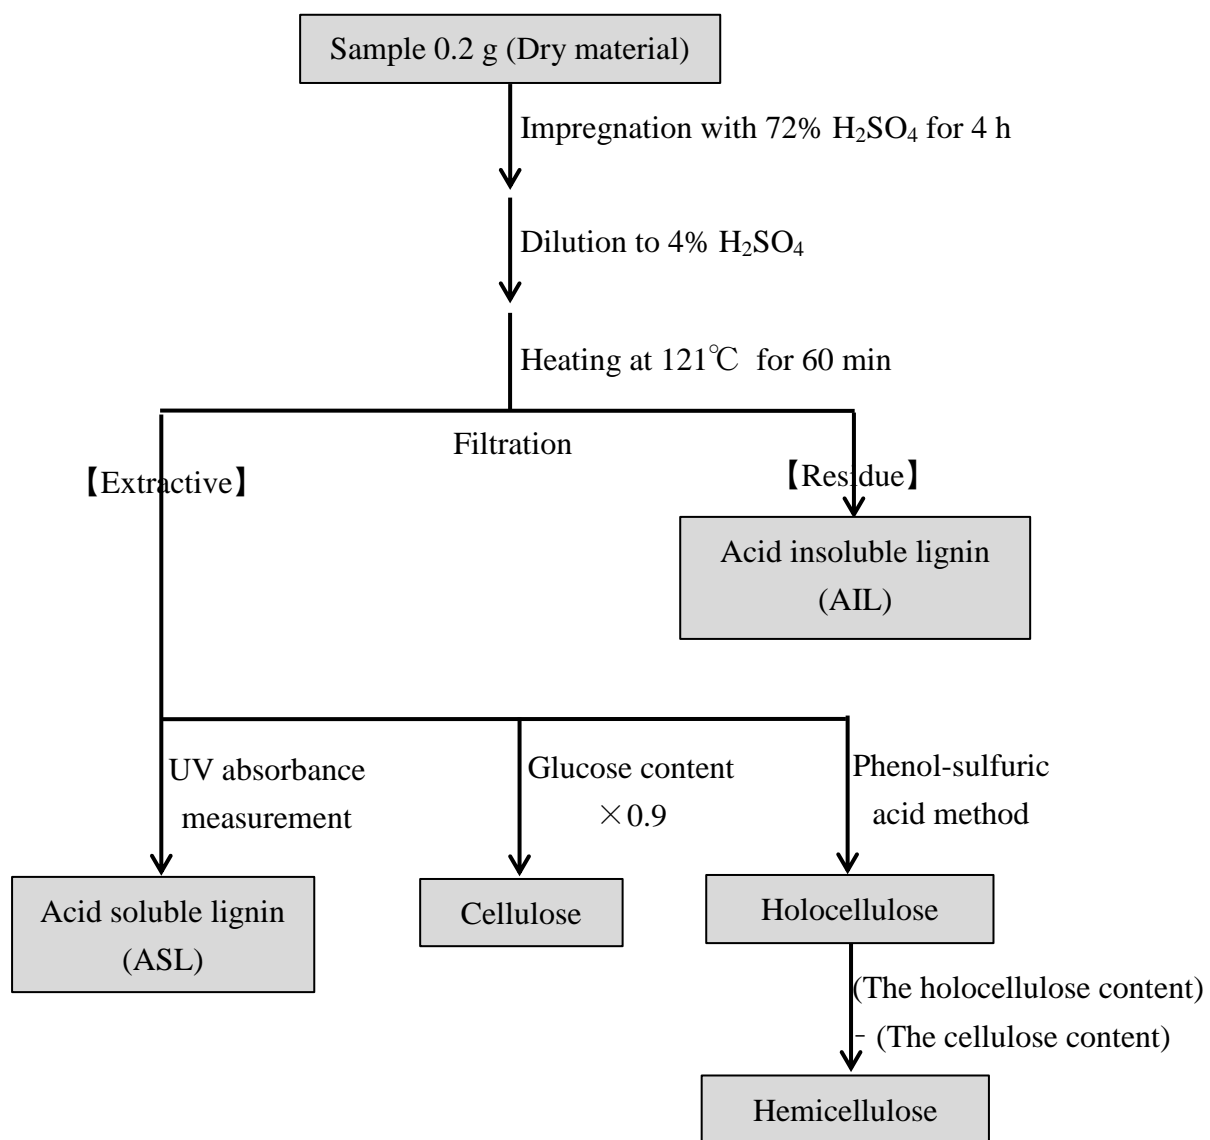 Sample 0.2 g (Dry material)
Impregnation with 72% H₂SO₄ for 4 h
Dilution to 4% H₂SO₄
Heating at 121℃ for 60 min
Filtration
【Extractive】
【Residue】
Acid insoluble lignin
(AIL)
UV absorbance
measurement
Glucose content
×0.9
Phenol-sulfuric
acid method
Acid soluble lignin
(ASL)
Cellulose
Holocellulose
(The holocellulose content)
- (The cellulose content)
Hemicellulose